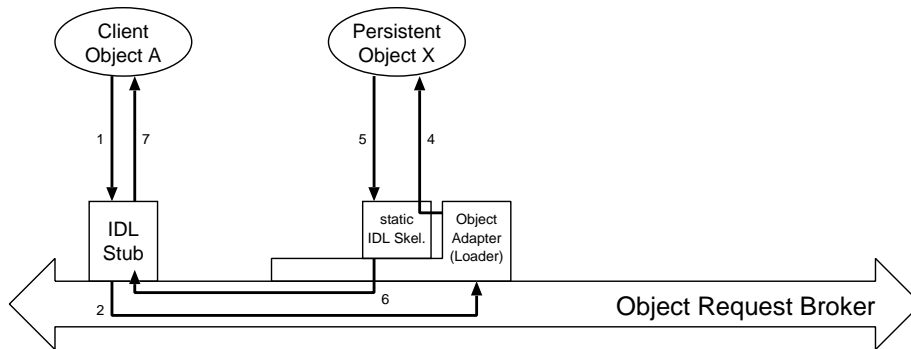 Client
Object A
Persistent
Object X
1
7
5
4
IDL
Stub
static
IDL Skel.
Object
Adapter
(Loader)
2
6
Object Request Broker